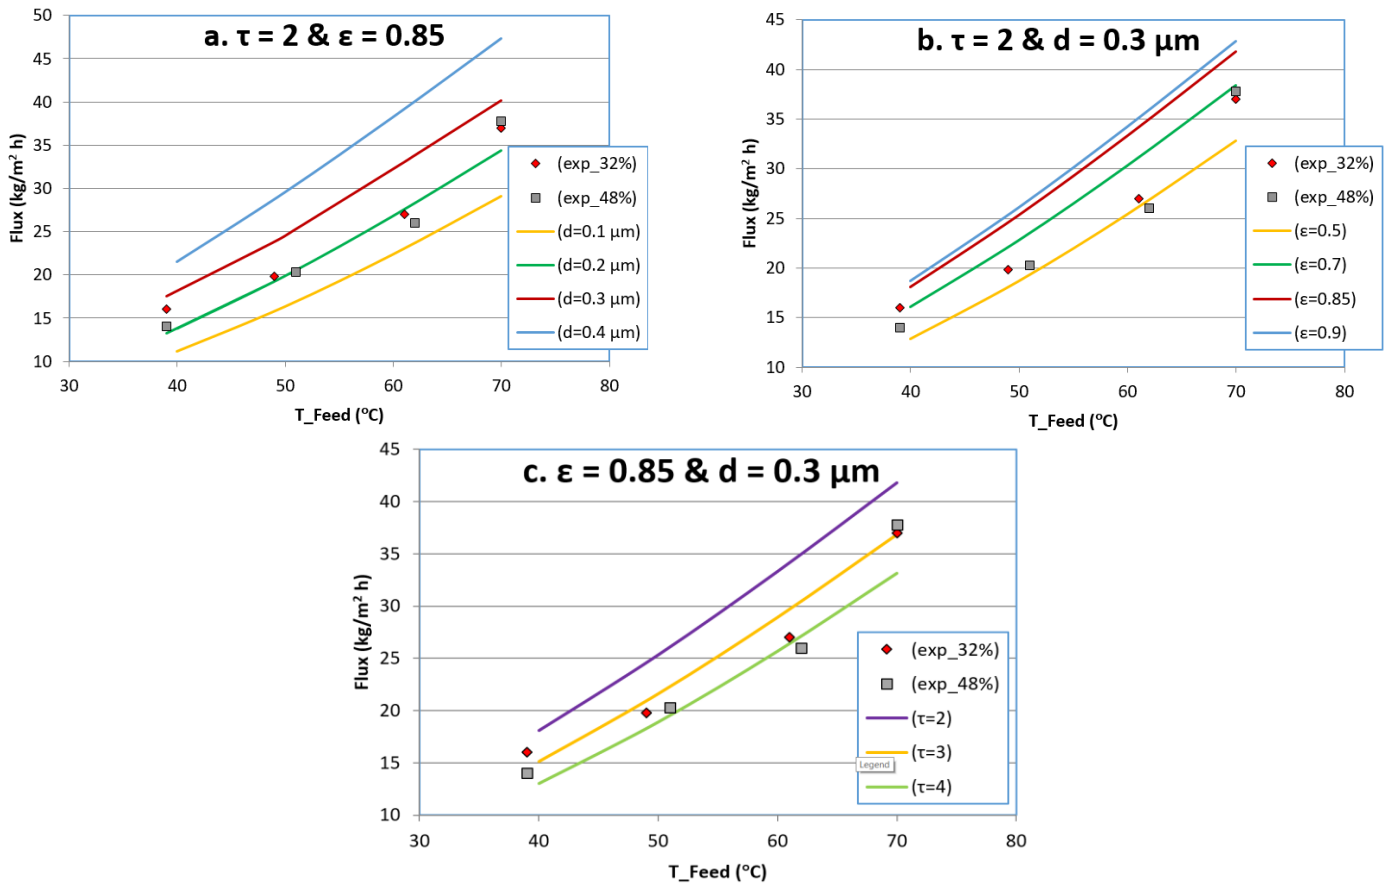 a. τ = 2 & ε = 0.85
50
45
40
35
30
25
20
15
10
30
40
50
60
70
80
Flux (kg/m² h)
T_Feed (°C)
(exp_32%)
(exp_48%)
(d=0.1 μm)
(d=0.2 μm)
(d=0.3 μm)
(d=0.4 μm)
b. τ = 2 & d = 0.3 μm
45
40
35
30
25
20
15
10
30
40
50
60
70
80
Flux (kg/m² h)
T_Feed (°C)
(exp_32%)
(exp_48%)
(ε=0.5)
(ε=0.7)
(ε=0.85)
(ε=0.9)
c. ε = 0.85 & d = 0.3 μm
45
40
35
30
25
20
15
10
30
40
50
60
70
80
Flux (kg/m² h)
T_Feed (°C)
(exp_32%)
(exp_48%)
(τ=2)
(τ=3)
Legend
(τ=4)